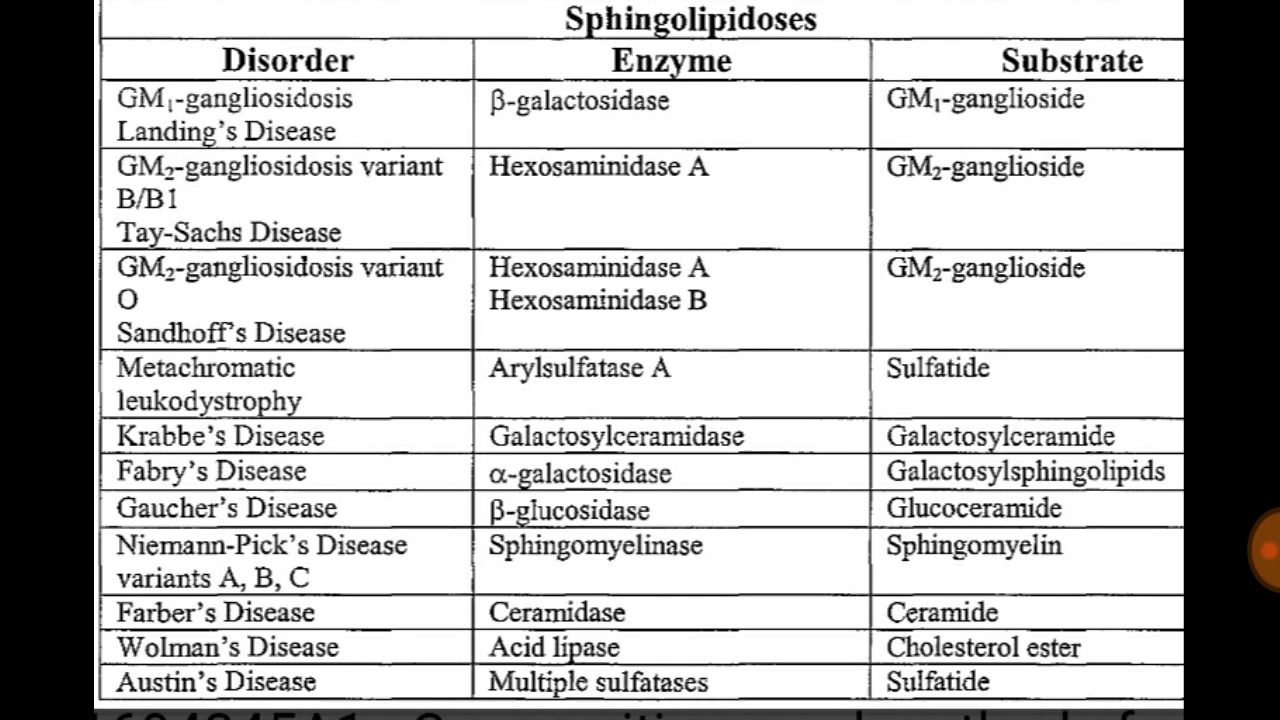 Sphingolipidoses
Disorder Enzyme Substrate
GM₁-gangliosidosis β-galactosidase GM₁-ganglioside
Landing's Disease
GM₂-gangliosidosis variant Hexosaminidase A GM₂-ganglioside
B/B1
Tay-Sachs Disease
GM₂-gangliosidosis variant Hexosaminidase A GM₂-ganglioside
O Hexosaminidase B
Sandhoff's Disease
Metachromatic Arylsulfatase A Sulfatide
leukodystrophy
Krabbe's Disease Galactosylceramidase Galactosylceramide
Fabry's Disease α-galactosidase Galactosylsphingolipids
Gaucher's Disease β-glucosidase Glucoceramide
Niemann-Pick's Disease Sphingomyelinase Sphingomyelin
variants A, B, C
Farber's Disease Ceramidase Ceramide
Wolman's Disease Acid lipase Cholesterol ester
Austin's Disease Multiple sulfatases Sulfatide